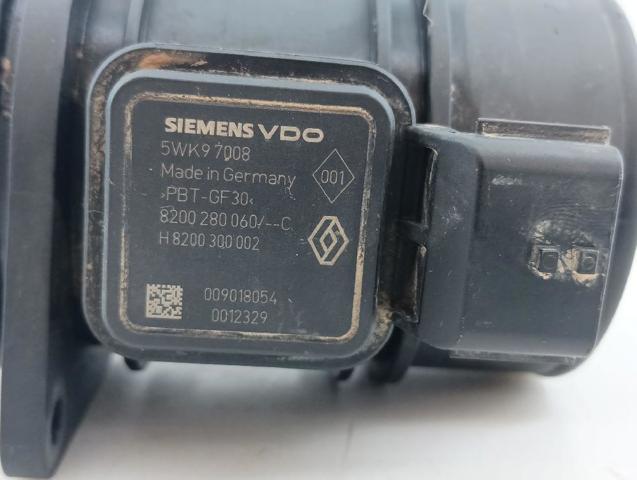 SIEMENS VDO
5WK9 7008
Made in Germany
001
>PBT-GF30<
8200 280 060/--C
H 8200 300 002
009018054
0012329